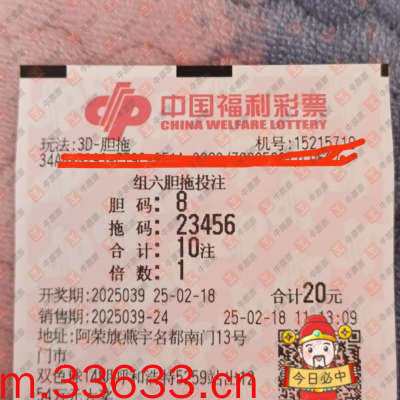 中国福利彩票
CHINA WELFARE LOTTERY
玩法:3D-胆拖 机号:15215710
组六胆拖投注
胆 码: 8
拖 码: 23456
合 计: 10注
倍 数: 1
开奖期:2025039 25-02-18 合计20元
销售期:2025039-24 25-02-18 11 13:09
地址:阿荣旗燕宇名都南门13号
门市
双色球
m.33633.cn
今日必中